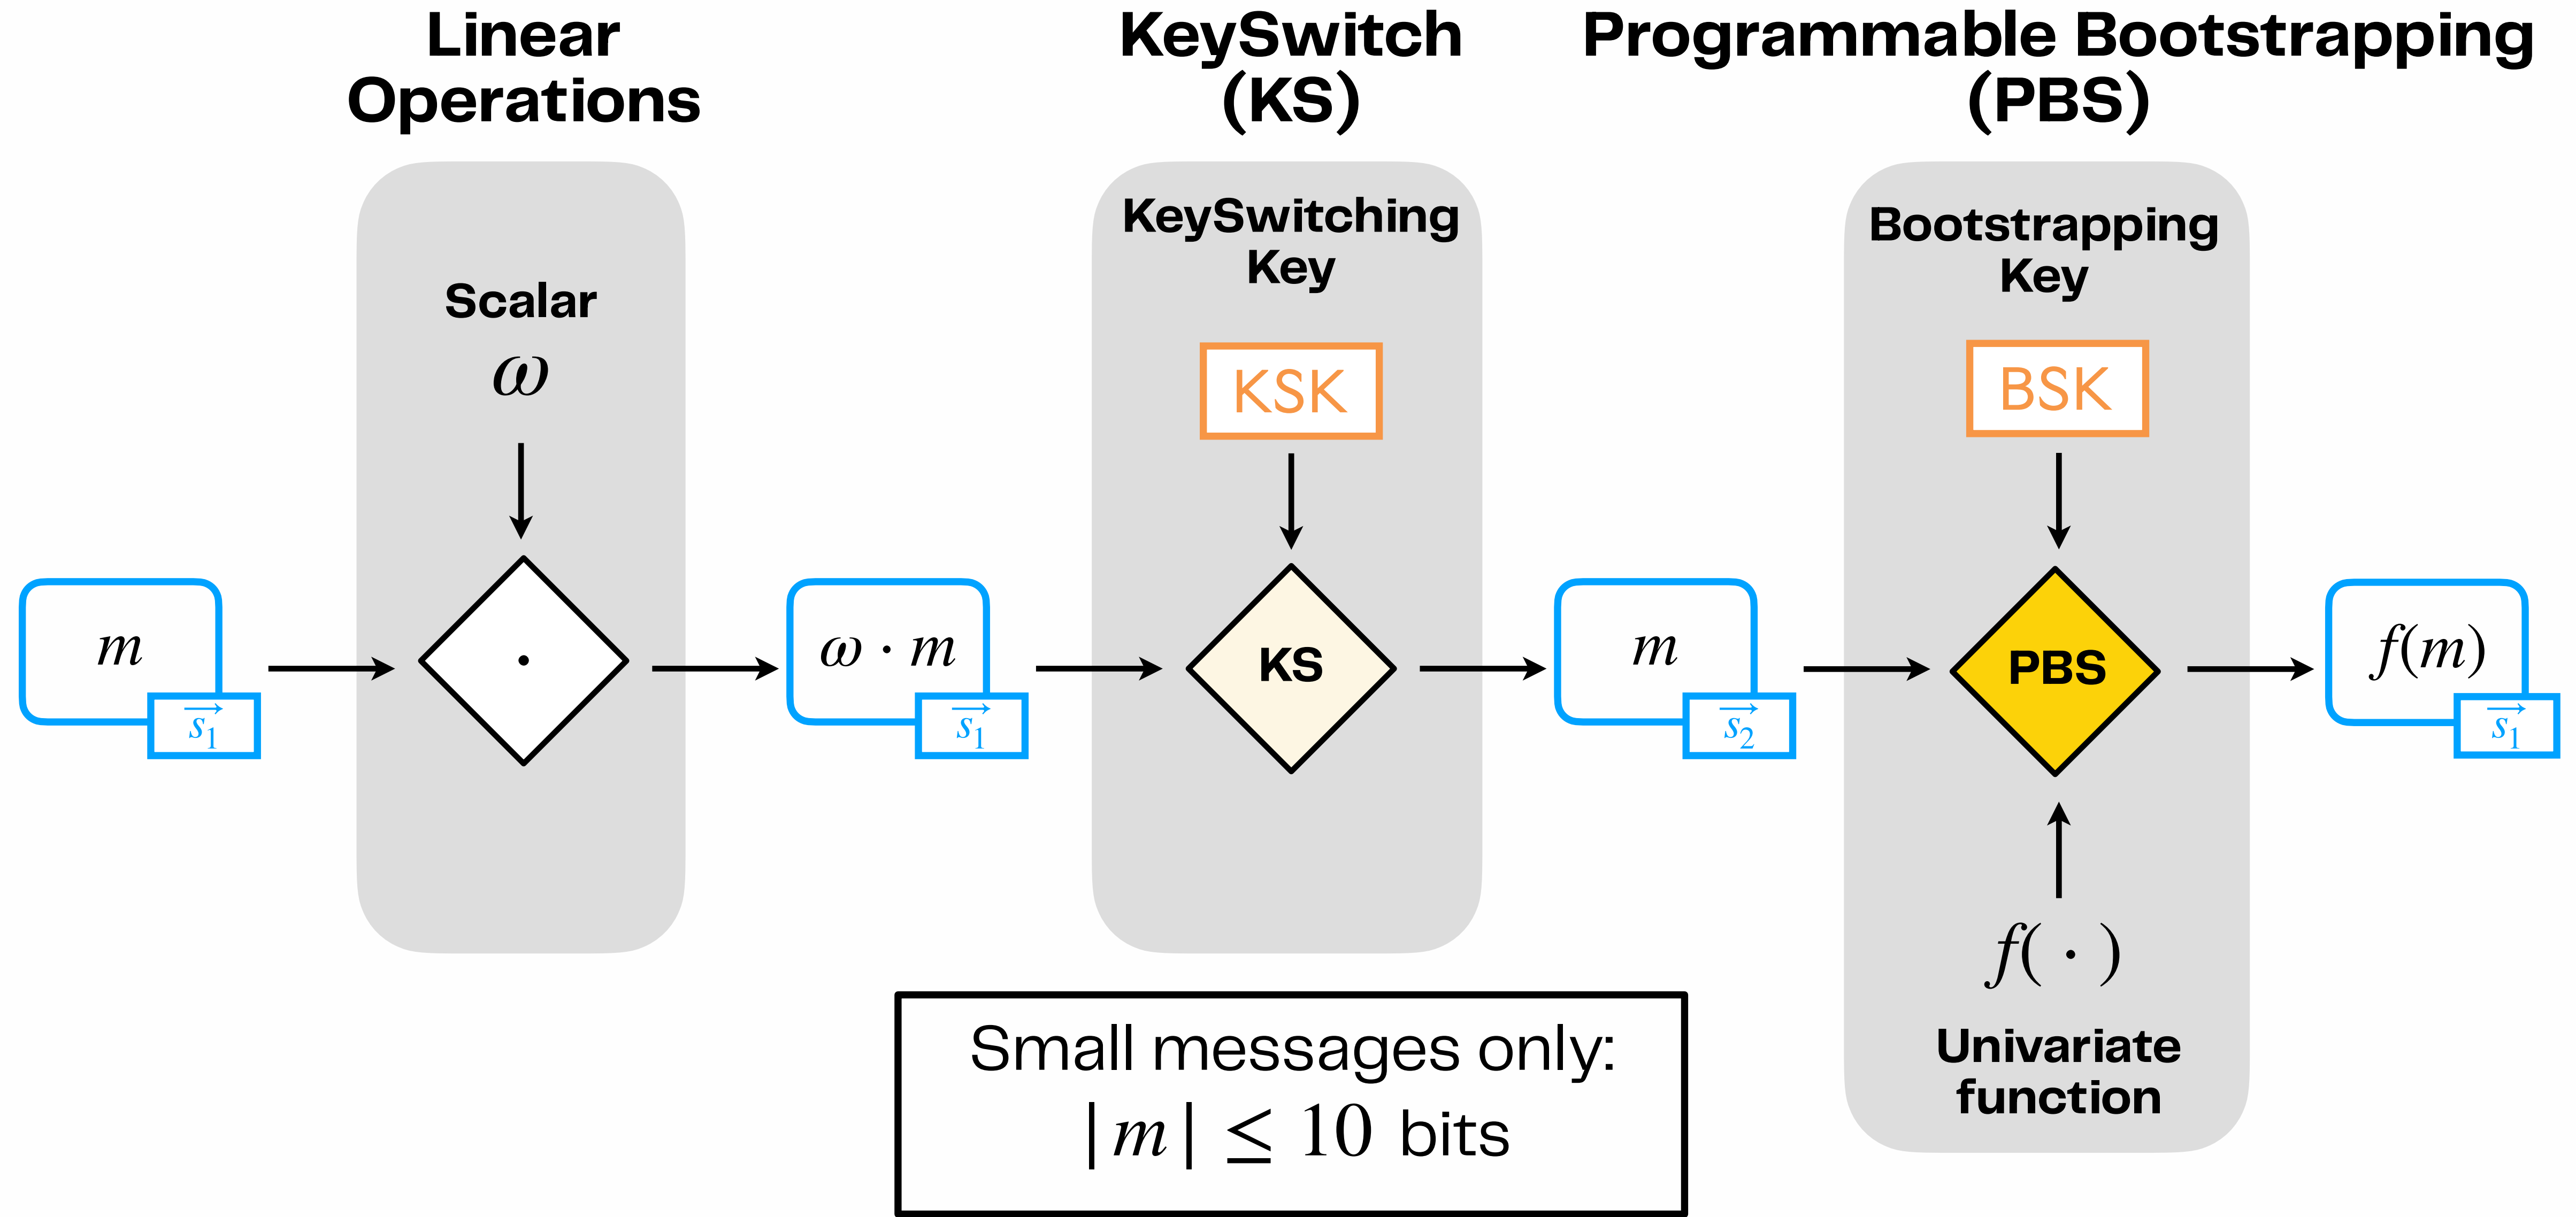 Linear
Operations
KeySwitch
(KS)
Programmable Bootstrapping
(PBS)
Scalar
ω
KeySwitching
Key
KSK
Bootstrapping
Key
BSK
m
s⃗₁
·
ω · m
s⃗₁
KS
m
s⃗₂
PBS
f(m)
s⃗₁
f( · )
Univariate
function
Small messages only:
|m| ≤ 10 bits